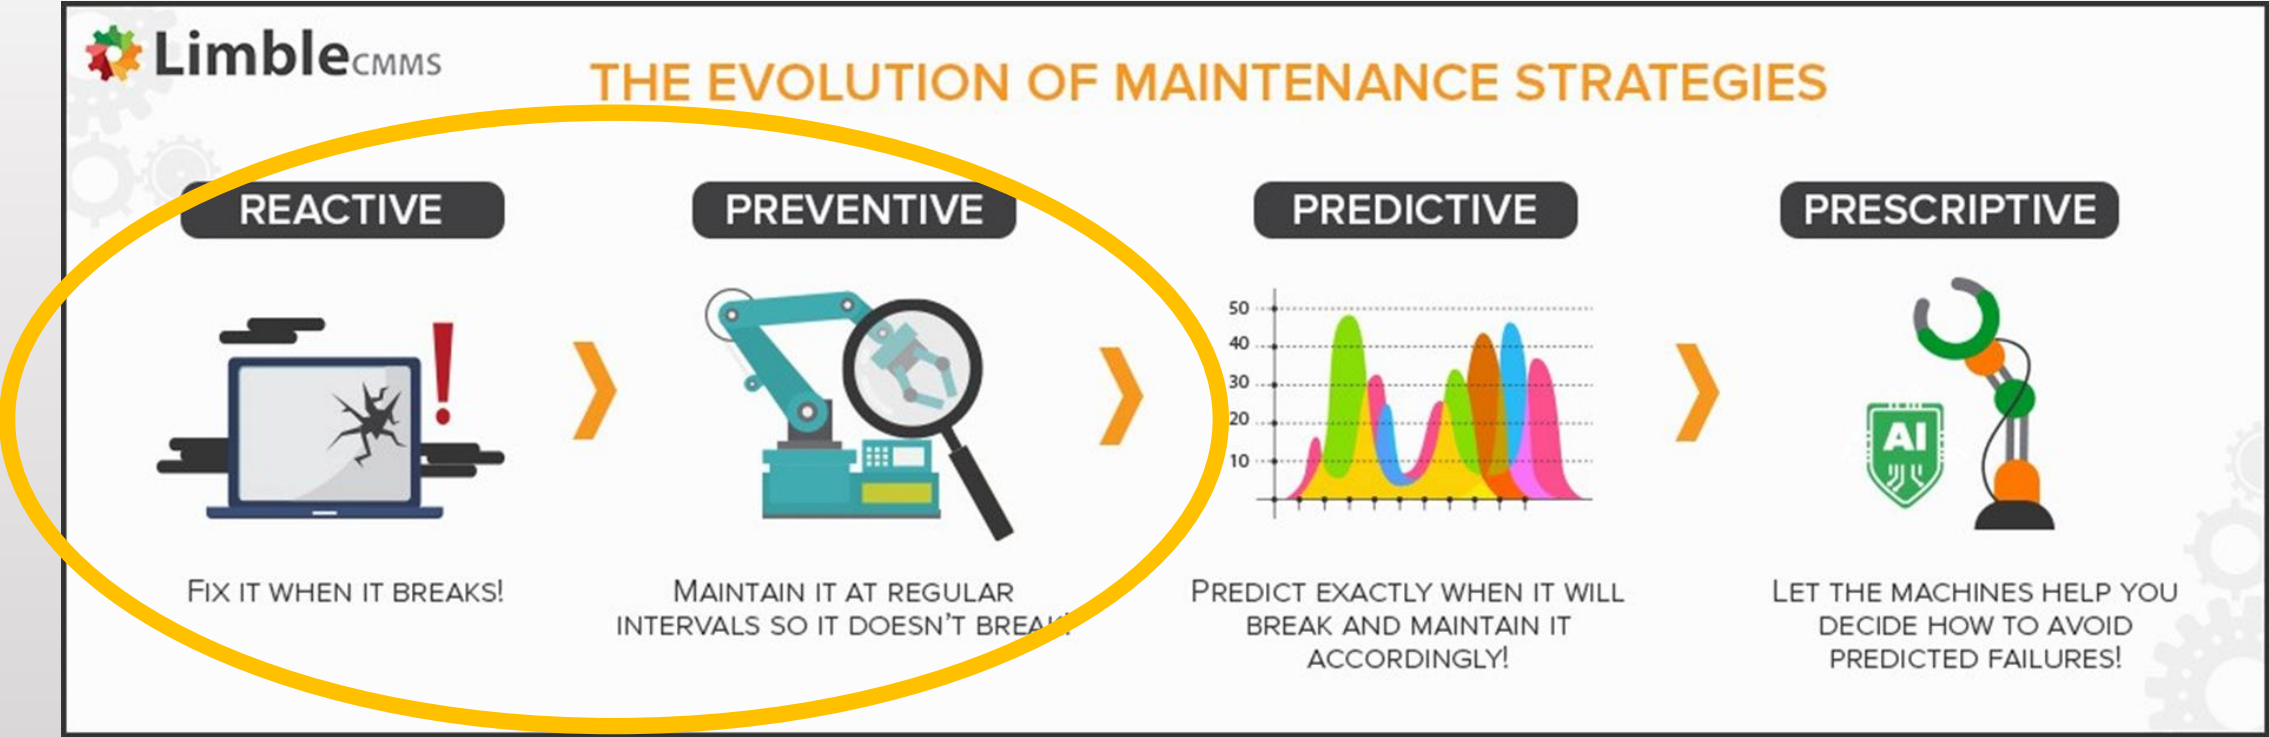 LimbleCMMS
THE EVOLUTION OF MAINTENANCE STRATEGIES
REACTIVE
PREVENTIVE
PREDICTIVE
PRESCRIPTIVE
50
40
30
20
10
AI
FIX IT WHEN IT BREAKS!
MAINTAIN IT AT REGULAR
INTERVALS SO IT DOESN'T BREAK!
PREDICT EXACTLY WHEN IT WILL
BREAK AND MAINTAIN IT
ACCORDINGLY!
LET THE MACHINES HELP YOU
DECIDE HOW TO AVOID
PREDICTED FAILURES!